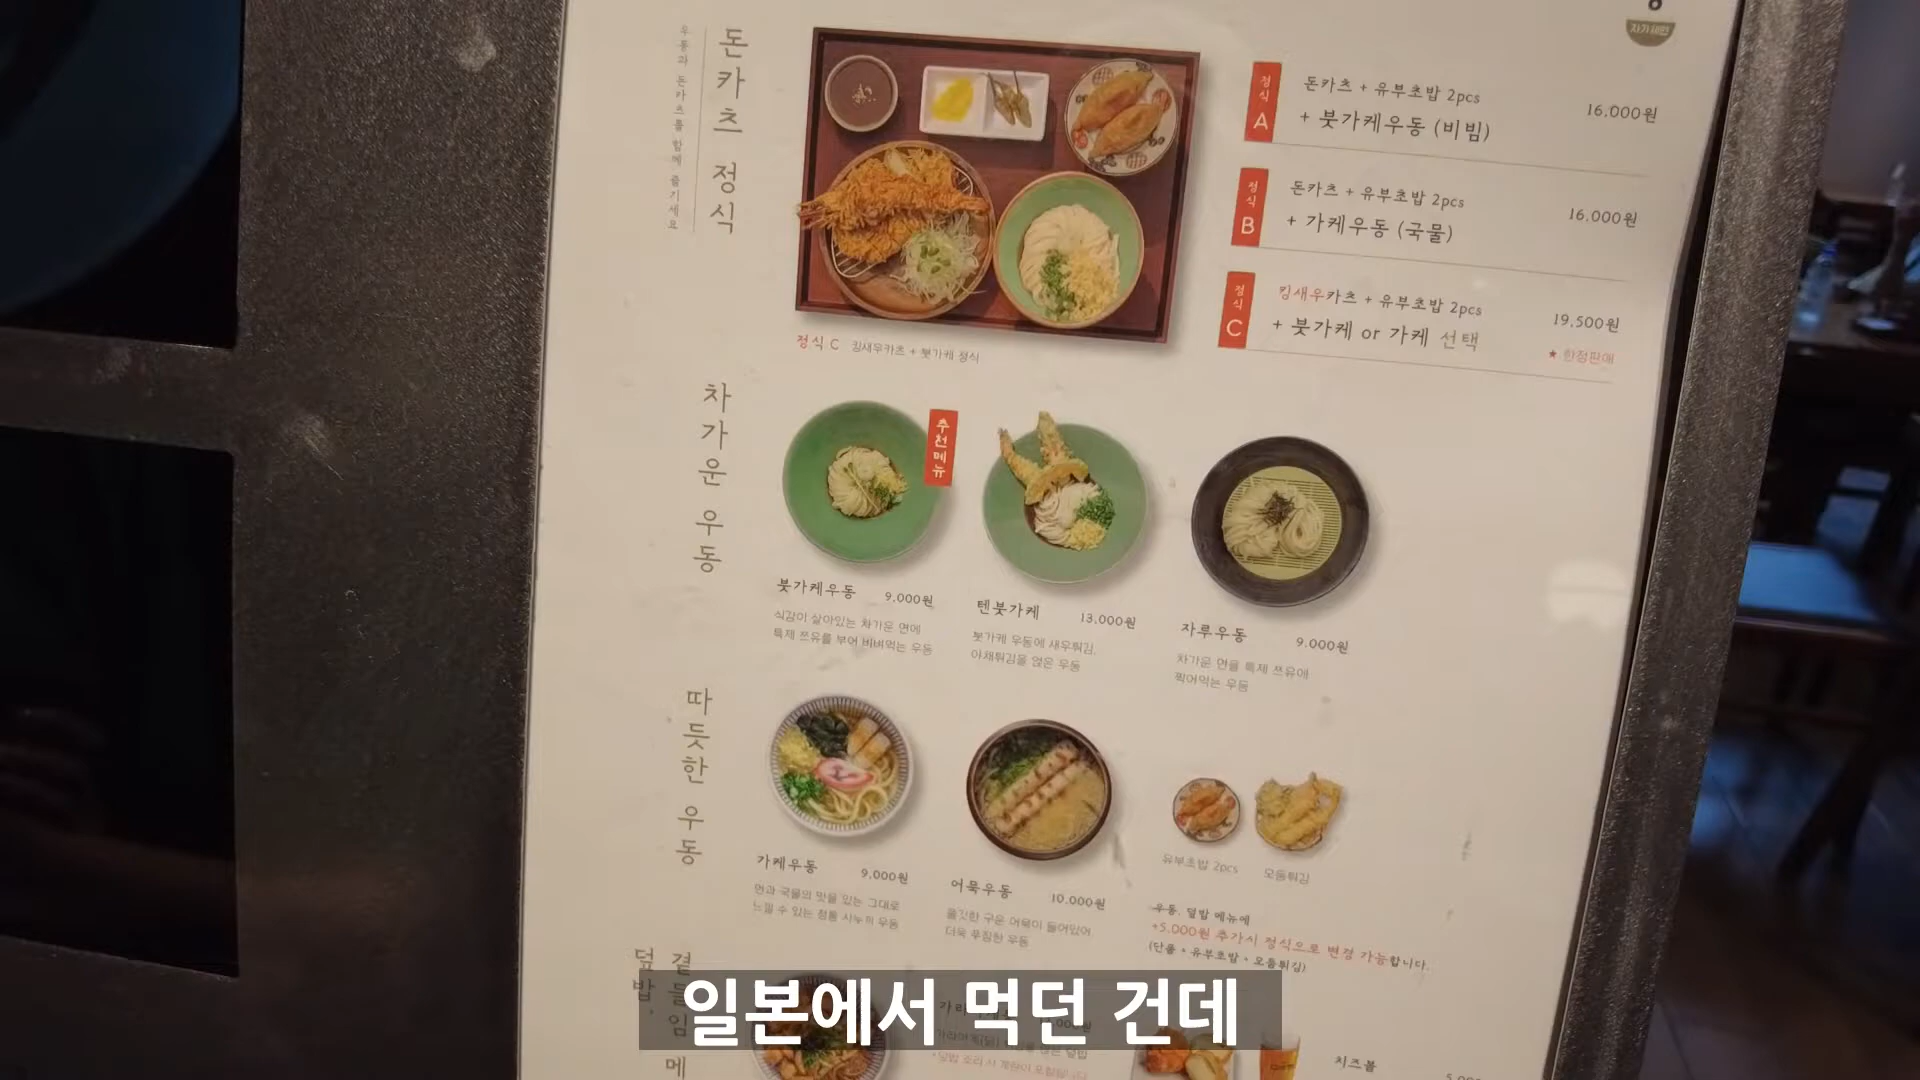 자가제면
돈카츠 정식
우동과 돈카츠를 함께 즐기세요
정식 A
돈카츠 + 유부초밥 2pcs
+ 붓가케우동 (비빔)
16,000원
정식 B
돈카츠 + 유부초밥 2pcs
+ 가케우동 (국물)
16,000원
정식 C
킹새우카츠 + 유부초밥 2pcs
+ 붓가케 or 가케 선택
19,500원
★ 한정판매
정식 C 킹새우카츠 + 붓가케 정식
차가운 우동
추천메뉴
붓가케우동 9,000원
식감이 살아있는 차가운 면에
특제 쯔유를 부어 비벼먹는 우동
텐붓가케 13,000원
붓가케 우동에 새우튀김,
야채튀김을 얹은 우동
자루우동 9,000원
차가운 면을 특제 쯔유에
찍어먹는 우동
따듯한 우동
가케우동 9,000원
면과 국물의 맛을 있는 그대로
느낄 수 있는 정통 사누끼 우동
어묵우동 10,000원
쫄깃한 구운 어묵이 들어있어
더욱 푸짐한 우동
유부초밥 2pcs
모둠튀김
우동, 덮밥 메뉴에
+5,000원 추가시 정식으로 변경 가능합니다.
(단품 + 유부초밥 + 모둠튀김)
덮밥,
곁들임 메
치즈볼
일본에서 먹던 건데